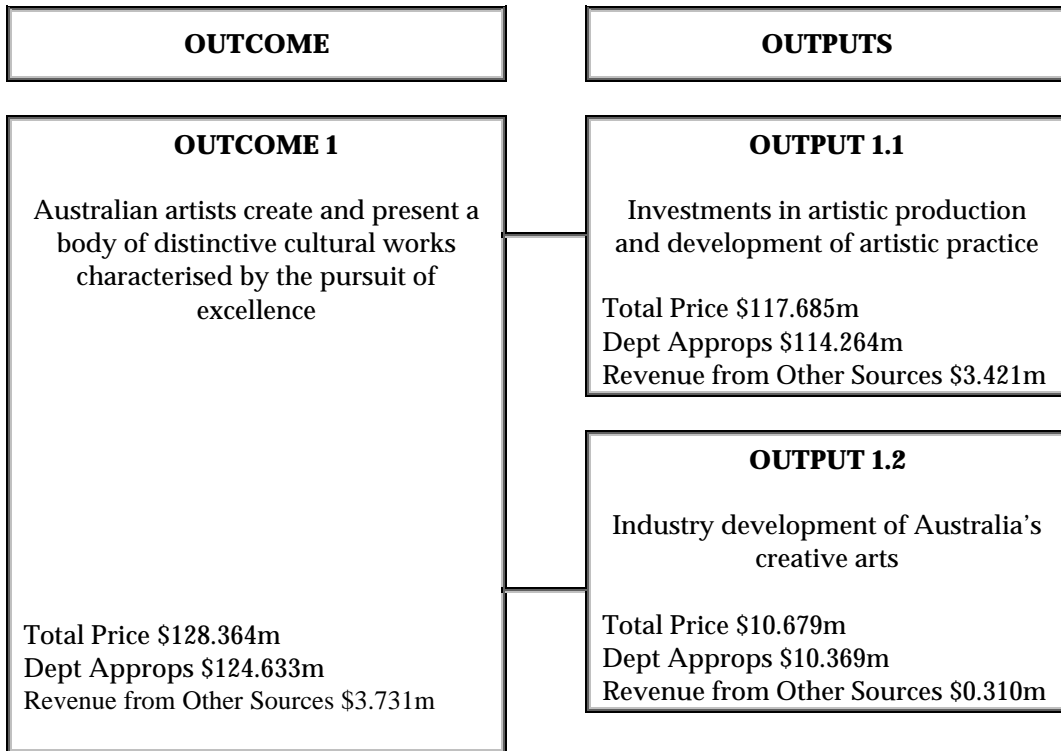 OUTCOME
OUTPUTS
OUTCOME 1
Australian artists create and present a
body of distinctive cultural works
characterised by the pursuit of
excellence
Total Price $128.364m
Dept Approps $124.633m
Revenue from Other Sources $3.731m
OUTPUT 1.1
Investments in artistic production
and development of artistic practice
Total Price $117.685m
Dept Approps $114.264m
Revenue from Other Sources $3.421m
OUTPUT 1.2
Industry development of Australia’s
creative arts
Total Price $10.679m
Dept Approps $10.369m
Revenue from Other Sources $0.310m